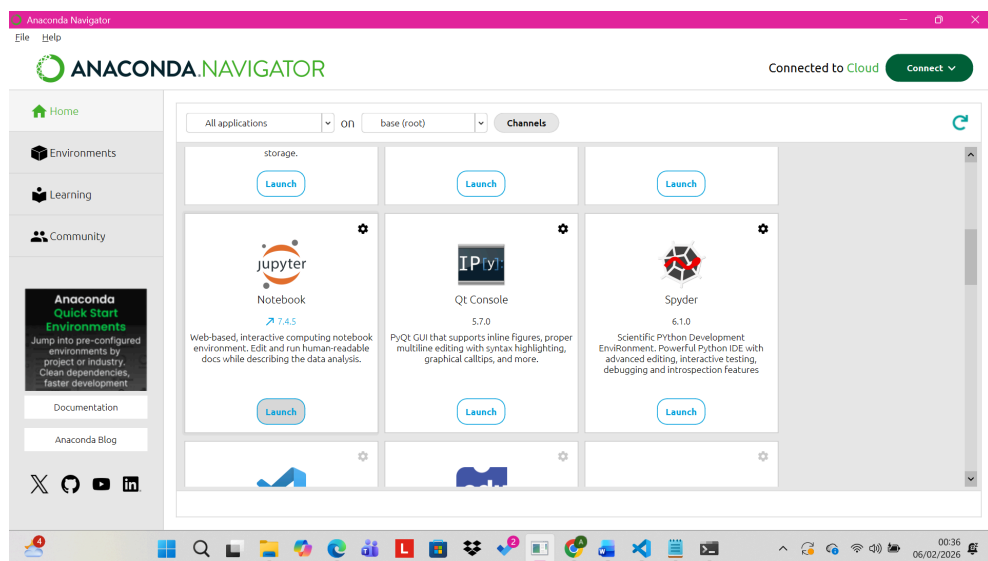 Anaconda Navigator
File Help
ANACONDA.NAVIGATOR
Connected to Cloud
Connect
Home
Environments
Learning
Community
All applications
on
base (root)
Channels
storage.
Launch
Launch
Launch
jupyter
Notebook
7.4.5
Web-based, interactive computing notebook
environment. Edit and run human-readable
docs while describing the data analysis.
Launch
IP[y]:
Qt Console
5.7.0
PyQt GUI that supports inline figures, proper
multiline editing with syntax highlighting,
graphical calltips, and more.
Launch
Spyder
6.1.0
Scientific PYthon Development
EnviRonment. Powerful Python IDE with
advanced editing, interactive testing,
debugging and introspection features
Launch
Anaconda
Quick Start
Environments
Jump into pre-configured
environments by
project or industry.
Clean dependencies,
faster development
Documentation
Anaconda Blog
in
4
L
2
A
00:36
06/02/2026